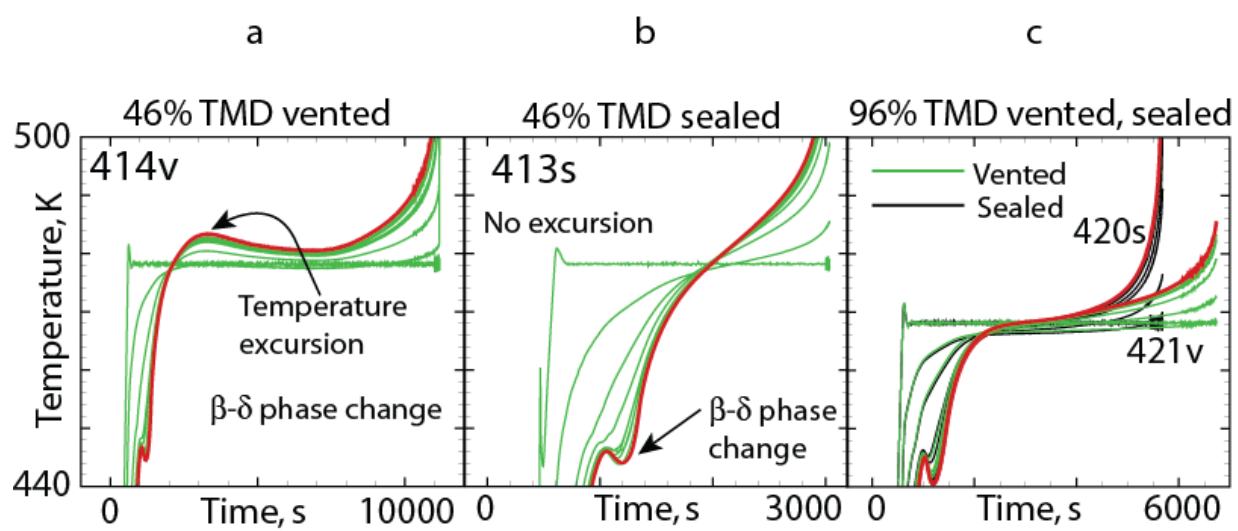 a
b
c
46% TMD vented
46% TMD sealed
96% TMD vented, sealed
Temperature, K
500
440
414v
Temperature
excursion
β-δ phase change
0
Time, s
10000
413s
No excursion
β-δ phase
change
0
Time, s
3000
Vented
Sealed
420s
421v
0
Time, s
6000